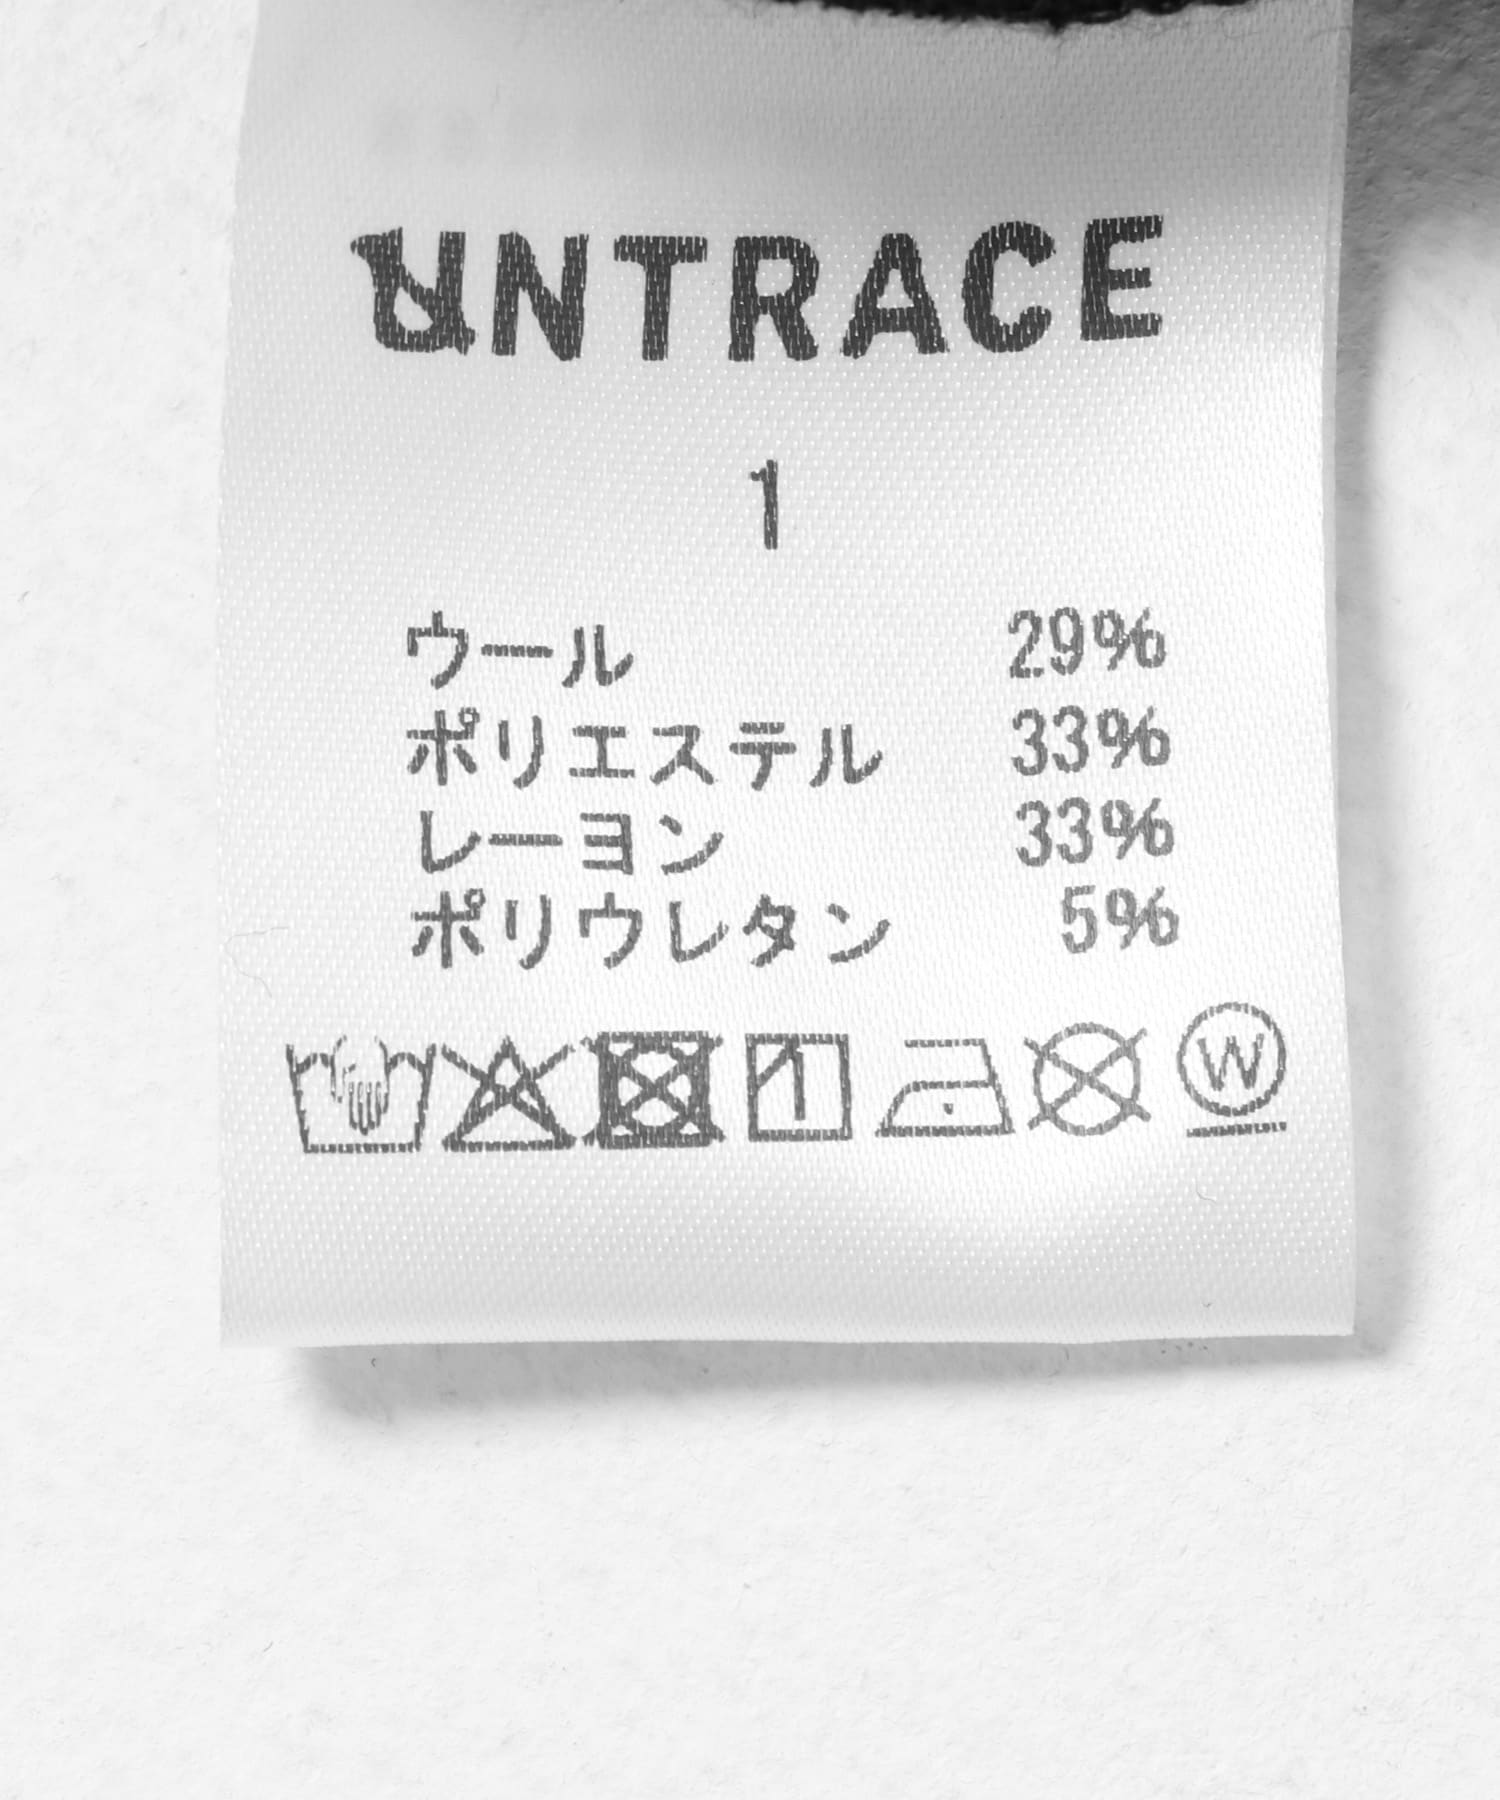 UNTRACE
1
ウール 29%
ポリエステル 33%
レーヨン 33%
ポリウレタン 5%
W